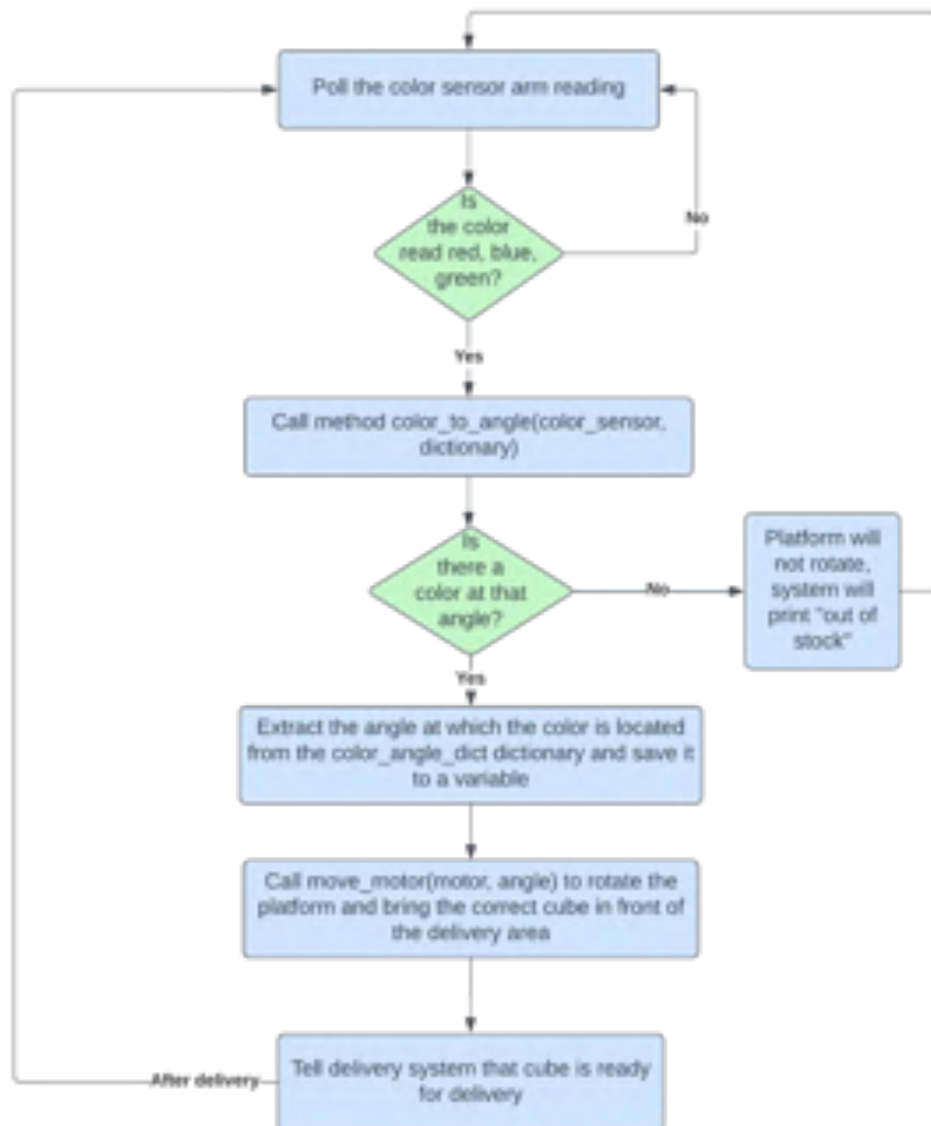 Poll the color sensor arm reading
Is
the color
read red, blue,
green?
No
Yes
Call method color_to_angle(color_sensor,
dictionary)
Is
there a
color at that
angle?
No
Platform will
not rotate,
system will
print "out of
stock"
Yes
Extract the angle at which the color is located
from the color_angle_dict dictionary and save it
to a variable
Call move_motor(motor, angle) to rotate the
platform and bring the correct cube in front of
the delivery area
Tell delivery system that cube is ready
for delivery
After delivery